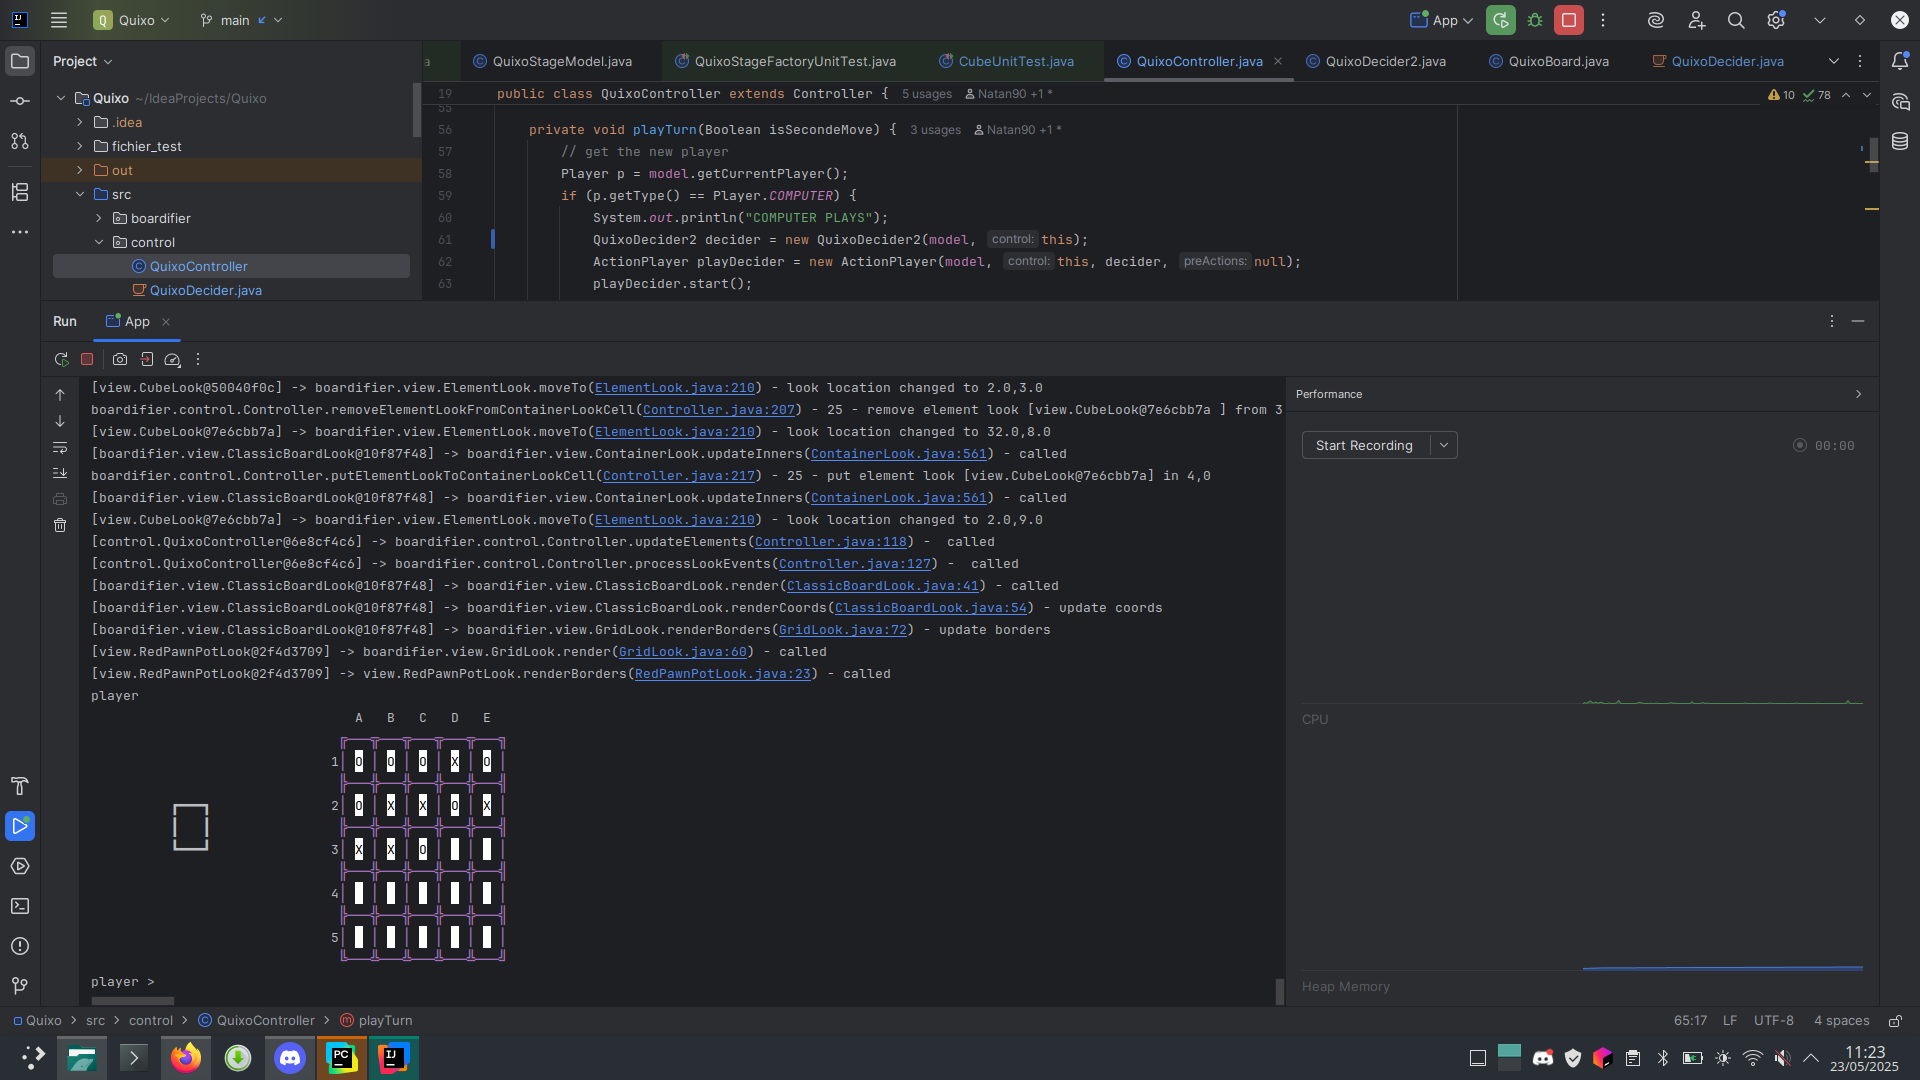 Quixo
main
App
Project
QuixoStageModel.java
QuixoStageFactoryUnitTest.java
CubeUnitTest.java
QuixoController.java
QuixoDecider2.java
QuixoBoard.java
QuixoDecider.java
Quixo ~/IdeaProjects/Quixo
.idea
fichier_test
out
src
boardifier
control
QuixoController
QuixoDecider.java
19 public class QuixoController extends Controller { 5 usages Natan90 +1 *
10 78
55
56 private void playTurn(Boolean isSecondeMove) { 3 usages Natan90 +1 *
57 // get the new player
58 Player p = model.getCurrentPlayer();
59 if (p.getType() == Player.COMPUTER) {
60 System.out.println("COMPUTER PLAYS");
61 QuixoDecider2 decider = new QuixoDecider2(model, control: this);
62 ActionPlayer playDecider = new ActionPlayer(model, control: this, decider, preActions: null);
63 playDecider.start();
Run App
[view.CubeLook@50040f0c] -> boardifier.view.ElementLook.moveTo(ElementLook.java:210) - look location changed to 2.0,3.0
boardifier.control.Controller.removeElementLookFromContainerLookCell(Controller.java:207) - 25 - remove element look [view.CubeLook@7e6cbb7a ] from 3
[view.CubeLook@7e6cbb7a] -> boardifier.view.ElementLook.moveTo(ElementLook.java:210) - look location changed to 32.0,8.0
[boardifier.view.ClassicBoardLook@10f87f48] -> boardifier.view.ContainerLook.updateInners(ContainerLook.java:561) - called
boardifier.control.Controller.putElementLookToContainerLookCell(Controller.java:217) - 25 - put element look [view.CubeLook@7e6cbb7a] in 4,0
[boardifier.view.ClassicBoardLook@10f87f48] -> boardifier.view.ContainerLook.updateInners(ContainerLook.java:561) - called
[view.CubeLook@7e6cbb7a] -> boardifier.view.ElementLook.moveTo(ElementLook.java:210) - look location changed to 2.0,9.0
[control.QuixoController@6e8cf4c6] -> boardifier.control.Controller.updateElements(Controller.java:118) -  called
[control.QuixoController@6e8cf4c6] -> boardifier.control.Controller.processLookEvents(Controller.java:127) -  called
[boardifier.view.ClassicBoardLook@10f87f48] -> boardifier.view.ClassicBoardLook.render(ClassicBoardLook.java:41) - called
[boardifier.view.ClassicBoardLook@10f87f48] -> boardifier.view.ClassicBoardLook.renderCoords(ClassicBoardLook.java:54) - update coords
[boardifier.view.ClassicBoardLook@10f87f48] -> boardifier.view.GridLook.renderBorders(GridLook.java:72) - update borders
[view.RedPawnPotLook@2f4d3709] -> boardifier.view.GridLook.render(GridLook.java:60) - called
[view.RedPawnPotLook@2f4d3709] -> view.RedPawnPotLook.renderBorders(RedPawnPotLook.java:23) - called
player
A B C D E
1 O O O X O
2 O X X O X
3 X X O
4
5
player >
Performance
Start Recording
00:00
CPU
Heap Memory
Quixo > src > control > QuixoController > playTurn
65:17 LF UTF-8 4 spaces
11:23
23/05/2025